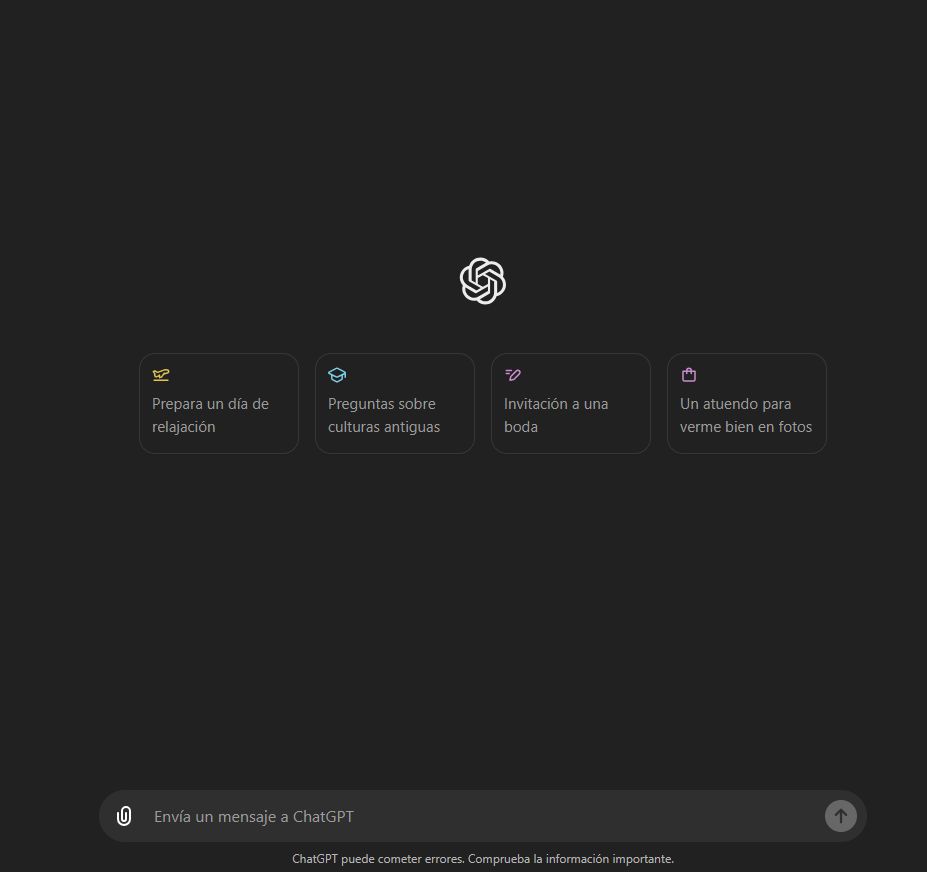 Prepara un día de
relajación
Preguntas sobre
culturas antiguas
Invitación a una
boda
Un atuendo para
verme bien en fotos
Envía un mensaje a ChatGPT
ChatGPT puede cometer errores. Comprueba la información importante.